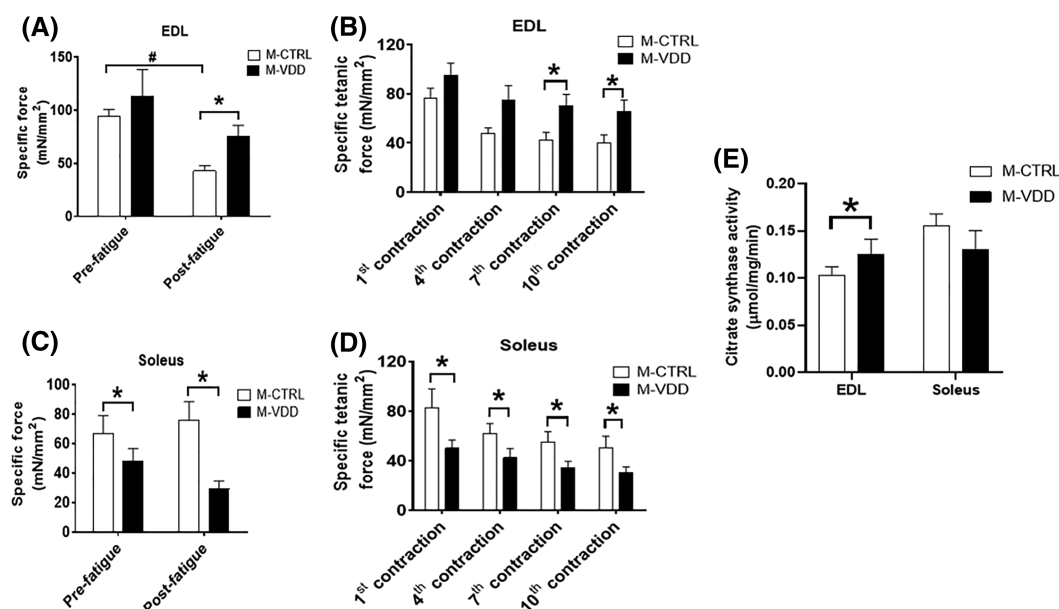 (A)
EDL
M-CTRL
M-VDD
Specific force
(mN/mm²)
150
100
50
0
#
*
Pre-fatigue
Post-fatigue
(B)
EDL
M-CTRL
M-VDD
Specific tetanic
force (mN/mm²)
120
80
40
0
*
*
1st contraction
4th contraction
7th contraction
10th contraction
(C)
Soleus
M-CTRL
M-VDD
Specific force
(mN/mm²)
100
80
60
40
20
0
*
*
Pre-fatigue
Post-fatigue
(D)
Soleus
M-CTRL
M-VDD
Specific tetanic
force (mN/mm²)
120
80
40
0
*
*
*
*
1st contraction
4th contraction
7th contraction
10th contraction
(E)
M-CTRL
M-VDD
Citrate synthase activity
(µmol/mg/min)
0.20
0.15
0.10
0.05
0.00
*
EDL
Soleus